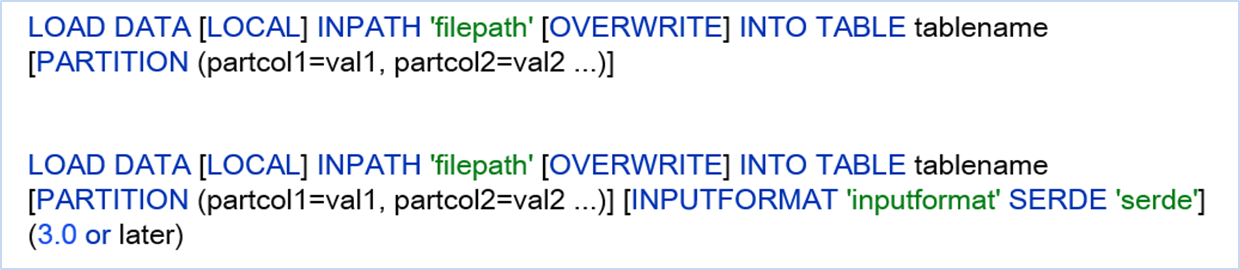 LOAD DATA [LOCAL] INPATH 'filepath' [OVERWRITE] INTO TABLE tablename
[PARTITION (partcol1=val1, partcol2=val2 ...)]
LOAD DATA [LOCAL] INPATH 'filepath' [OVERWRITE] INTO TABLE tablename
[PARTITION (partcol1=val1, partcol2=val2 ...)] [INPUTFORMAT 'inputformat' SERDE 'serde']
(3.0 or later)